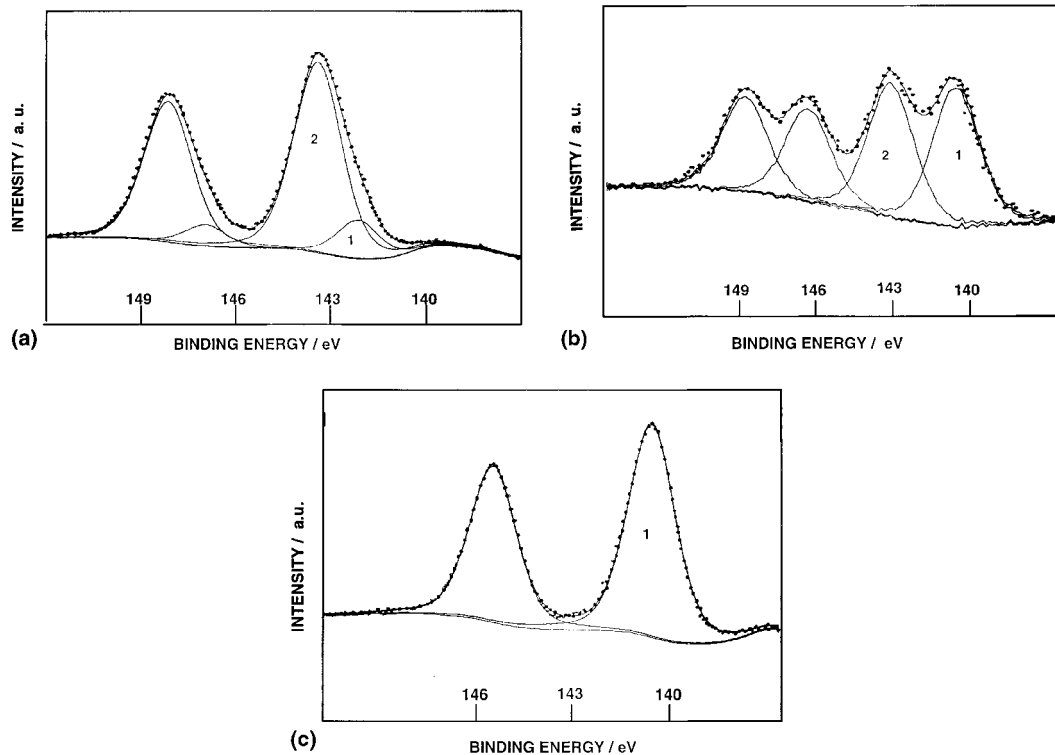 INTENSITY / a. u.
2
1
149 146 143 140
(a)
BINDING ENERGY / eV
INTENSITY / a. u.
2 1
149 146 143 140
(b)
BINDING ENERGY / eV
INTENSITY / a.u.
1
146 143 140
(c)
BINDING ENERGY / eV